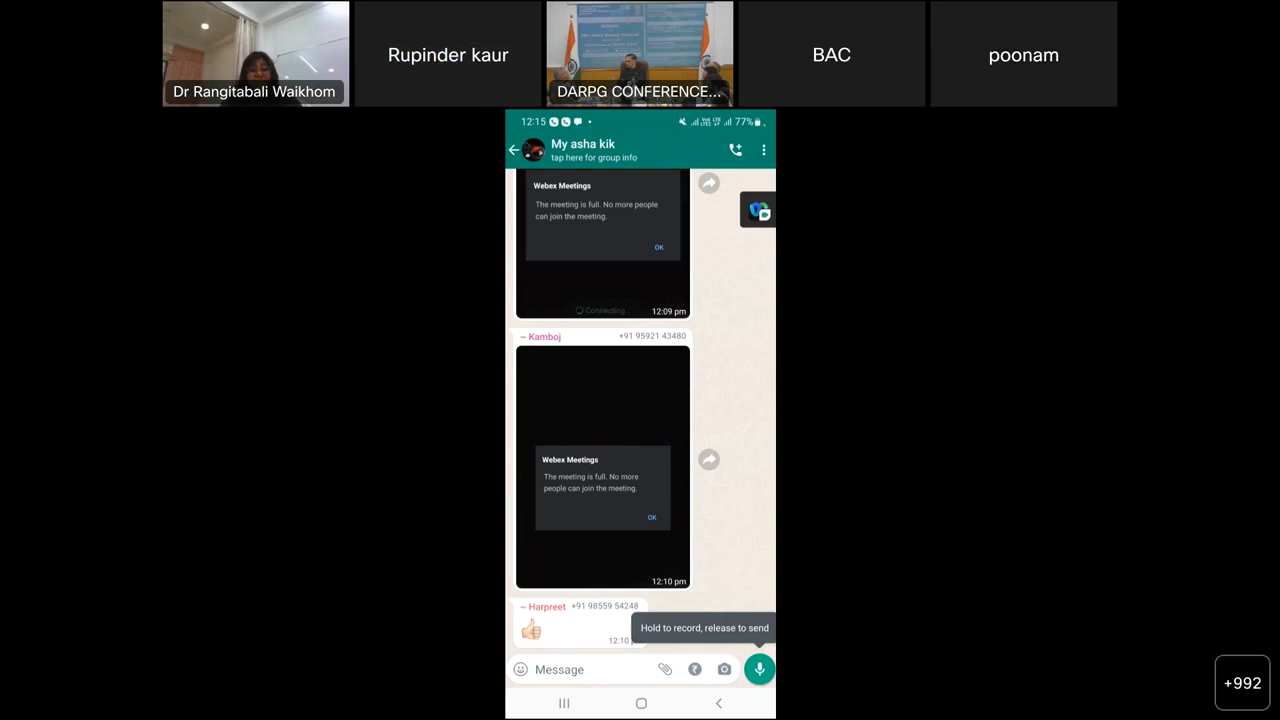 Dr Rangitabali Waikhom
Rupinder kaur
DARPG CONFERENCE...
BAC
poonam
12:15
77%
My asha kik
tap here for group info
Webex Meetings
The meeting is full. No more people
can join the meeting.
OK
Connecting...
12:09 pm
~ Kamboj +91 95921 43480
Webex Meetings
The meeting is full. No more
people can join the meeting.
OK
12:10 pm
~ Harpreet +91 98559 54248
12:10
Hold to record, release to send
Message
+992